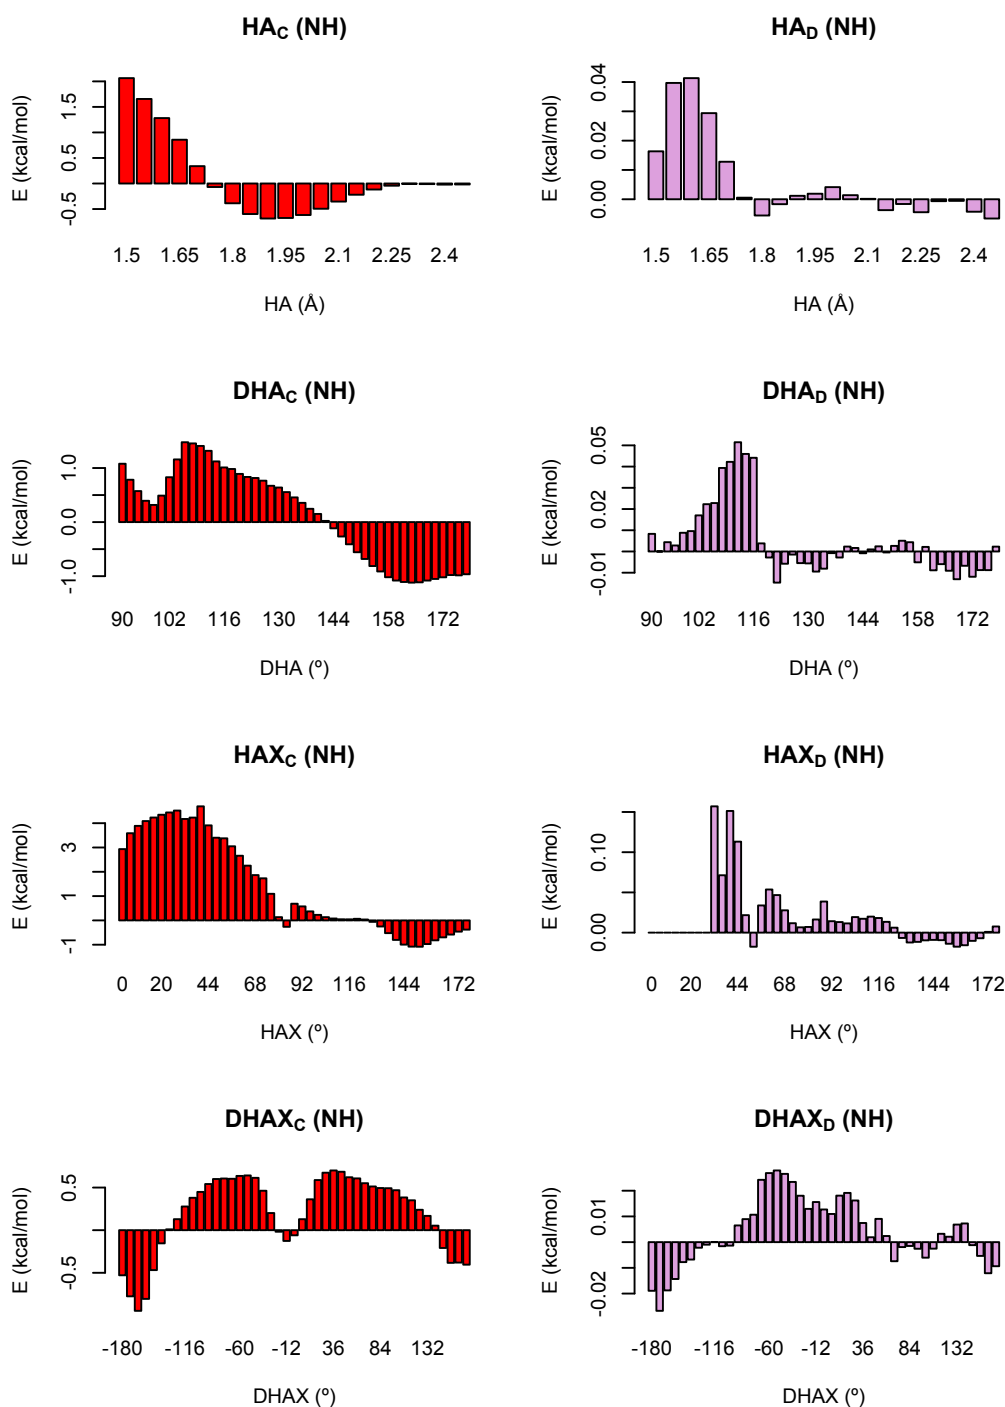 HA_C (NH)
E (kcal/mol)
1.5
0.5
-0.5
1.5 1.65 1.8 1.95 2.1 2.25 2.4
HA (Å)
HA_D (NH)
E (kcal/mol)
0.04
0.02
0.00
1.5 1.65 1.8 1.95 2.1 2.25 2.4
HA (Å)
DHA_C (NH)
E (kcal/mol)
1.0
0.0
-1.0
90 102 116 130 144 158 172
DHA (º)
DHA_D (NH)
E (kcal/mol)
0.05
0.02
-0.01
90 102 116 130 144 158 172
DHA (º)
HAX_C (NH)
E (kcal/mol)
3
1
-1
0 20 44 68 92 116 144 172
HAX (º)
HAX_D (NH)
E (kcal/mol)
0.10
0.00
0 20 44 68 92 116 144 172
HAX (º)
DHAX_C (NH)
E (kcal/mol)
0.5
-0.5
-180 -116 -60 -12 36 84 132
DHAX (º)
DHAX_D (NH)
E (kcal/mol)
0.01
-0.02
-180 -116 -60 -12 36 84 132
DHAX (º)